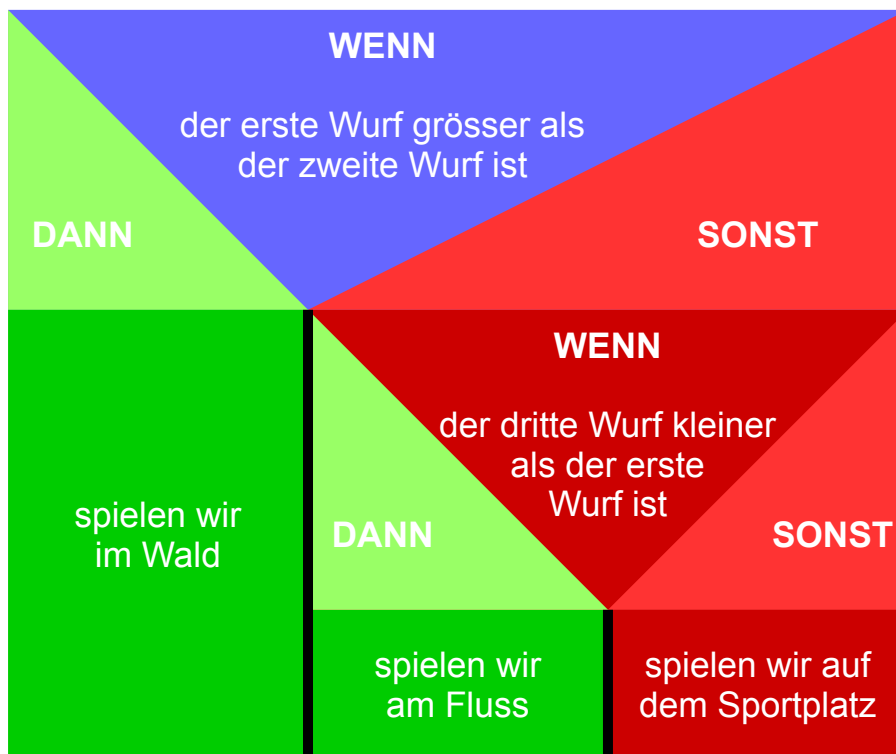 WENN
der erste Wurf grösser als
der zweite Wurf ist
DANN
SONST
spielen wir
im Wald
WENN
der dritte Wurf kleiner
als der erste
Wurf ist
DANN
SONST
spielen wir
am Fluss
spielen wir auf
dem Sportplatz